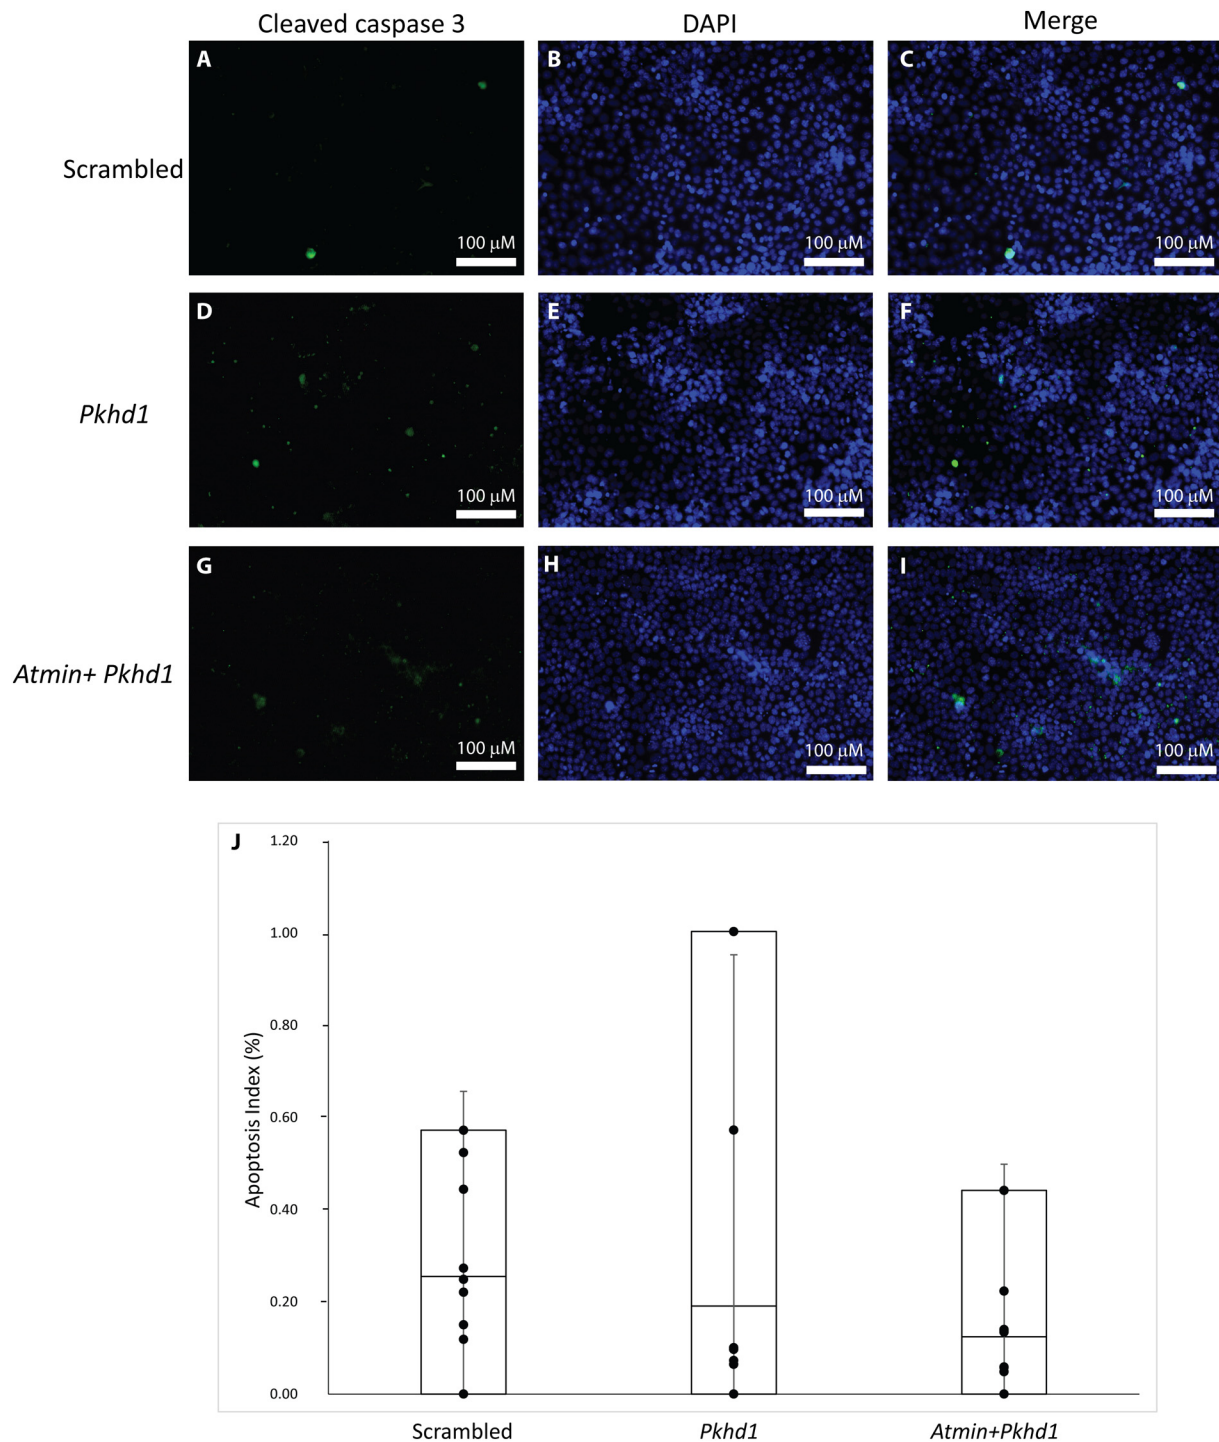 Cleaved caspase 3 DAPI Merge
Scrambled
A
100 μM
B
100 μM
C
100 μM
Pkhd1
D
100 μM
E
100 μM
F
100 μM
Atmin+ Pkhd1
G
100 μM
H
100 μM
I
100 μM
J
Apoptosis Index (%)
1.20
1.00
0.80
0.60
0.40
0.20
0.00
Scrambled Pkhd1 Atmin+Pkhd1